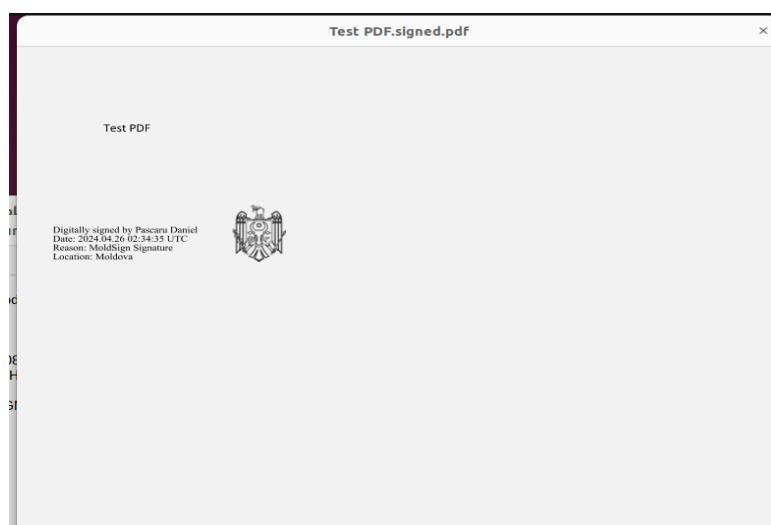 Test PDF.signed.pdf
Test PDF
Digitally signed by Pascaru Daniel
Date: 2024.04.26 02:34:35 UTC
Reason: MoldSign Signature
Location: Moldova